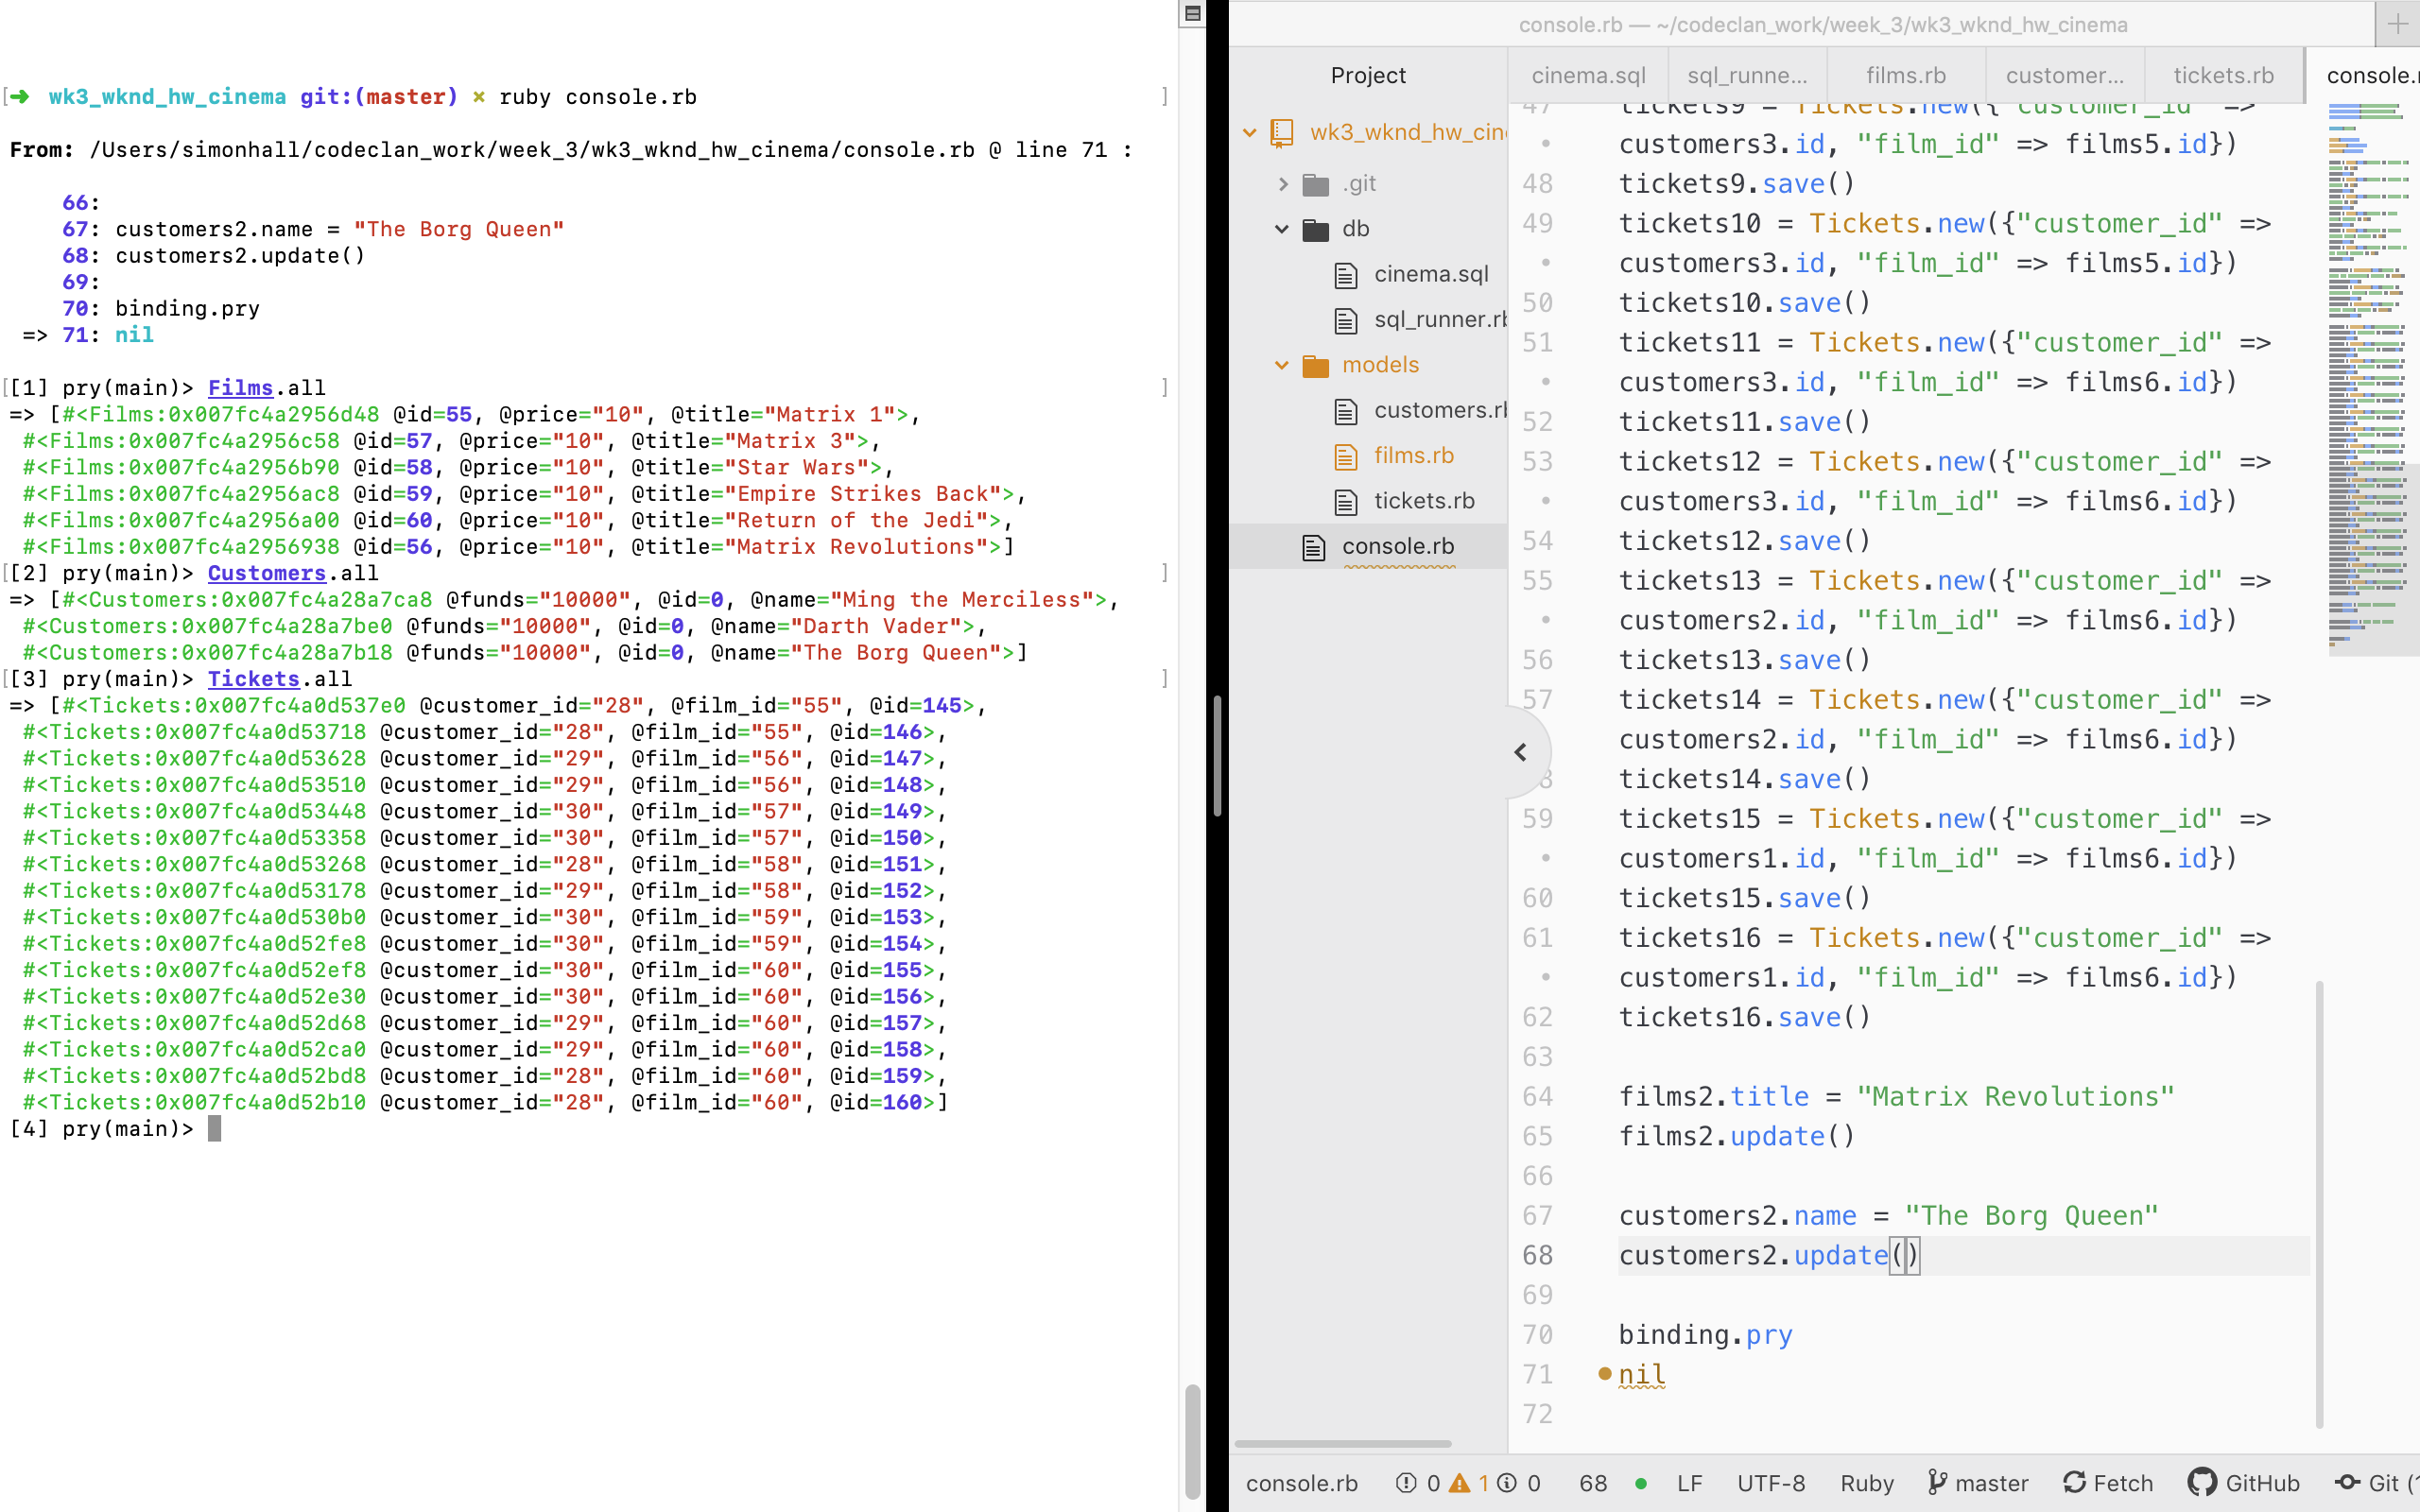 ➜ wk3_wknd_hw_cinema git:(master) × ruby console.rb
From: /Users/simonhall/codeclan_work/week_3/wk3_wknd_hw_cinema/console.rb @ line 71 :
66:
67: customers2.name = "The Borg Queen"
68: customers2.update()
69:
70: binding.pry
=> 71: nil
[1] pry(main)> Films.all
=> [#<Films:0x007fc4a2956d48 @id=55, @price="10", @title="Matrix 1">,
#<Films:0x007fc4a2956c58 @id=57, @price="10", @title="Matrix 3">,
#<Films:0x007fc4a2956b90 @id=58, @price="10", @title="Star Wars">,
#<Films:0x007fc4a2956ac8 @id=59, @price="10", @title="Empire Strikes Back">,
#<Films:0x007fc4a2956a00 @id=60, @price="10", @title="Return of the Jedi">,
#<Films:0x007fc4a2956938 @id=56, @price="10", @title="Matrix Revolutions">]
[2] pry(main)> Customers.all
=> [#<Customers:0x007fc4a28a7ca8 @funds="10000", @id=0, @name="Ming the Merciless">,
#<Customers:0x007fc4a28a7be0 @funds="10000", @id=0, @name="Darth Vader">,
#<Customers:0x007fc4a28a7b18 @funds="10000", @id=0, @name="The Borg Queen">]
[3] pry(main)> Tickets.all
=> [#<Tickets:0x007fc4a0d537e0 @customer_id="28", @film_id="55", @id=145>,
#<Tickets:0x007fc4a0d53718 @customer_id="28", @film_id="55", @id=146>,
#<Tickets:0x007fc4a0d53628 @customer_id="29", @film_id="56", @id=147>,
#<Tickets:0x007fc4a0d53510 @customer_id="29", @film_id="56", @id=148>,
#<Tickets:0x007fc4a0d53448 @customer_id="30", @film_id="57", @id=149>,
#<Tickets:0x007fc4a0d53358 @customer_id="30", @film_id="57", @id=150>,
#<Tickets:0x007fc4a0d53268 @customer_id="28", @film_id="58", @id=151>,
#<Tickets:0x007fc4a0d53178 @customer_id="29", @film_id="58", @id=152>,
#<Tickets:0x007fc4a0d530b0 @customer_id="30", @film_id="59", @id=153>,
#<Tickets:0x007fc4a0d52fe8 @customer_id="30", @film_id="59", @id=154>,
#<Tickets:0x007fc4a0d52ef8 @customer_id="30", @film_id="60", @id=155>,
#<Tickets:0x007fc4a0d52e30 @customer_id="30", @film_id="60", @id=156>,
#<Tickets:0x007fc4a0d52d68 @customer_id="29", @film_id="60", @id=157>,
#<Tickets:0x007fc4a0d52ca0 @customer_id="29", @film_id="60", @id=158>,
#<Tickets:0x007fc4a0d52bd8 @customer_id="28", @film_id="60", @id=159>,
#<Tickets:0x007fc4a0d52b10 @customer_id="28", @film_id="60", @id=160>]
[4] pry(main)>
console.rb — ~/codeclan_work/week_3/wk3_wknd_hw_cinema
Project
wk3_wknd_hw_cin
.git
db
cinema.sql
sql_runner.rb
models
customers.rb
films.rb
tickets.rb
console.rb
cinema.sql sql_runne... films.rb customer... tickets.rb console.r
47 tickets9 = Tickets.new({"customer_id" =>
• customers3.id, "film_id" => films5.id})
48 tickets9.save()
49 tickets10 = Tickets.new({"customer_id" =>
• customers3.id, "film_id" => films5.id})
50 tickets10.save()
51 tickets11 = Tickets.new({"customer_id" =>
• customers3.id, "film_id" => films6.id})
52 tickets11.save()
53 tickets12 = Tickets.new({"customer_id" =>
• customers3.id, "film_id" => films6.id})
54 tickets12.save()
55 tickets13 = Tickets.new({"customer_id" =>
• customers2.id, "film_id" => films6.id})
56 tickets13.save()
57 tickets14 = Tickets.new({"customer_id" =>
• customers2.id, "film_id" => films6.id})
8 tickets14.save()
59 tickets15 = Tickets.new({"customer_id" =>
• customers1.id, "film_id" => films6.id})
60 tickets15.save()
61 tickets16 = Tickets.new({"customer_id" =>
• customers1.id, "film_id" => films6.id})
62 tickets16.save()
63
64 films2.title = "Matrix Revolutions"
65 films2.update()
66
67 customers2.name = "The Borg Queen"
68 customers2.update()
69
70 binding.pry
71 nil
72
console.rb 0 1 0 68 LF UTF-8 Ruby master Fetch GitHub Git (1